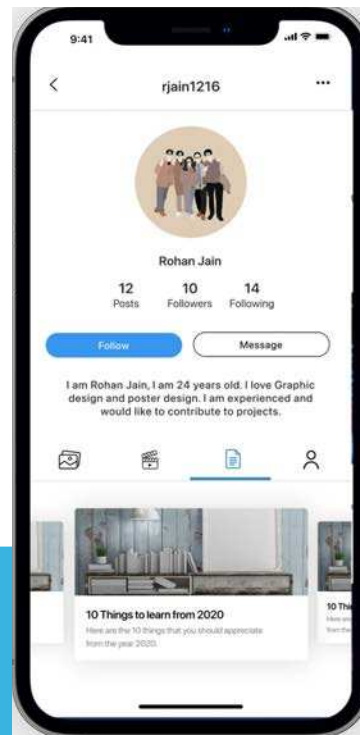 9:41
rjain1216
Rohan Jain
12 10 14
Posts Followers Following
Follow Message
I am Rohan Jain, I am 24 years old. I love Graphic
design and poster design. I am experienced and
would like to contribute to projects.
10 Things to learn from 2020
Here are the 10 things that you should appreciate
from the year 2020.
10 Thi